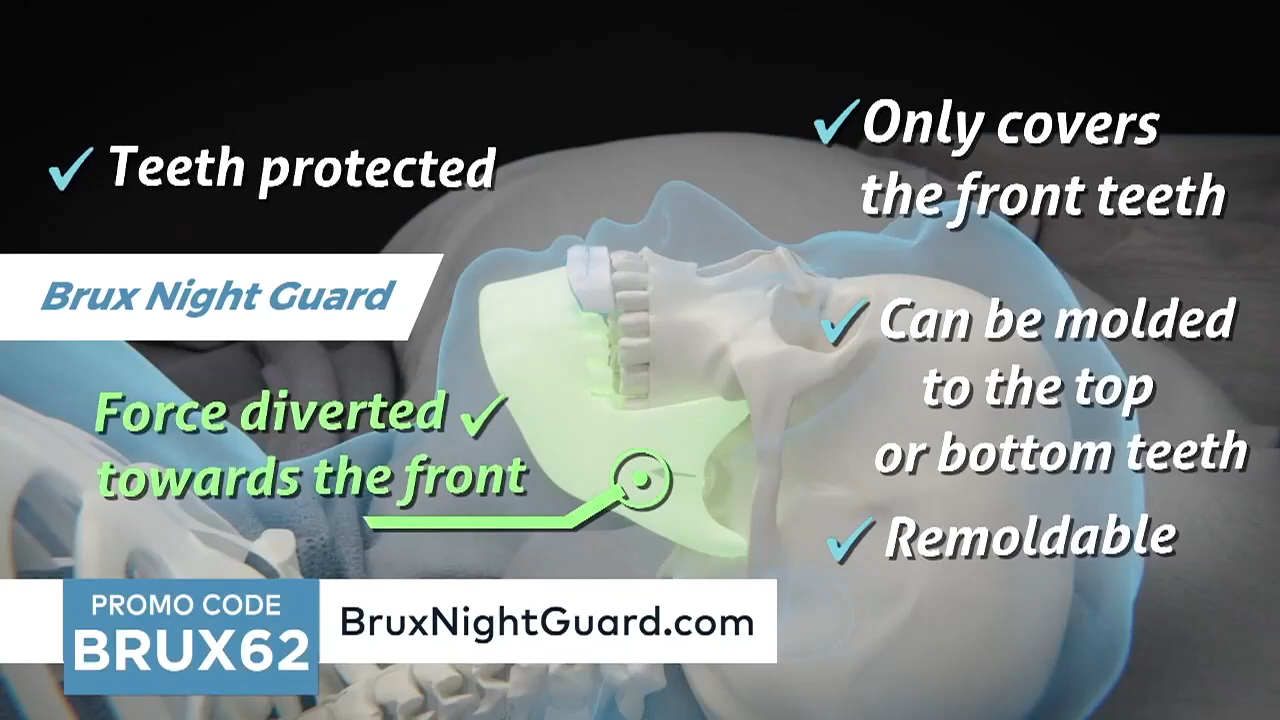 Teeth protected
Only covers
the front teeth
Brux Night Guard
Can be molded
to the top
or bottom teeth
Force diverted
towards the front
Remoldable
PROMO CODE
BRUX62
BruxNightGuard.com